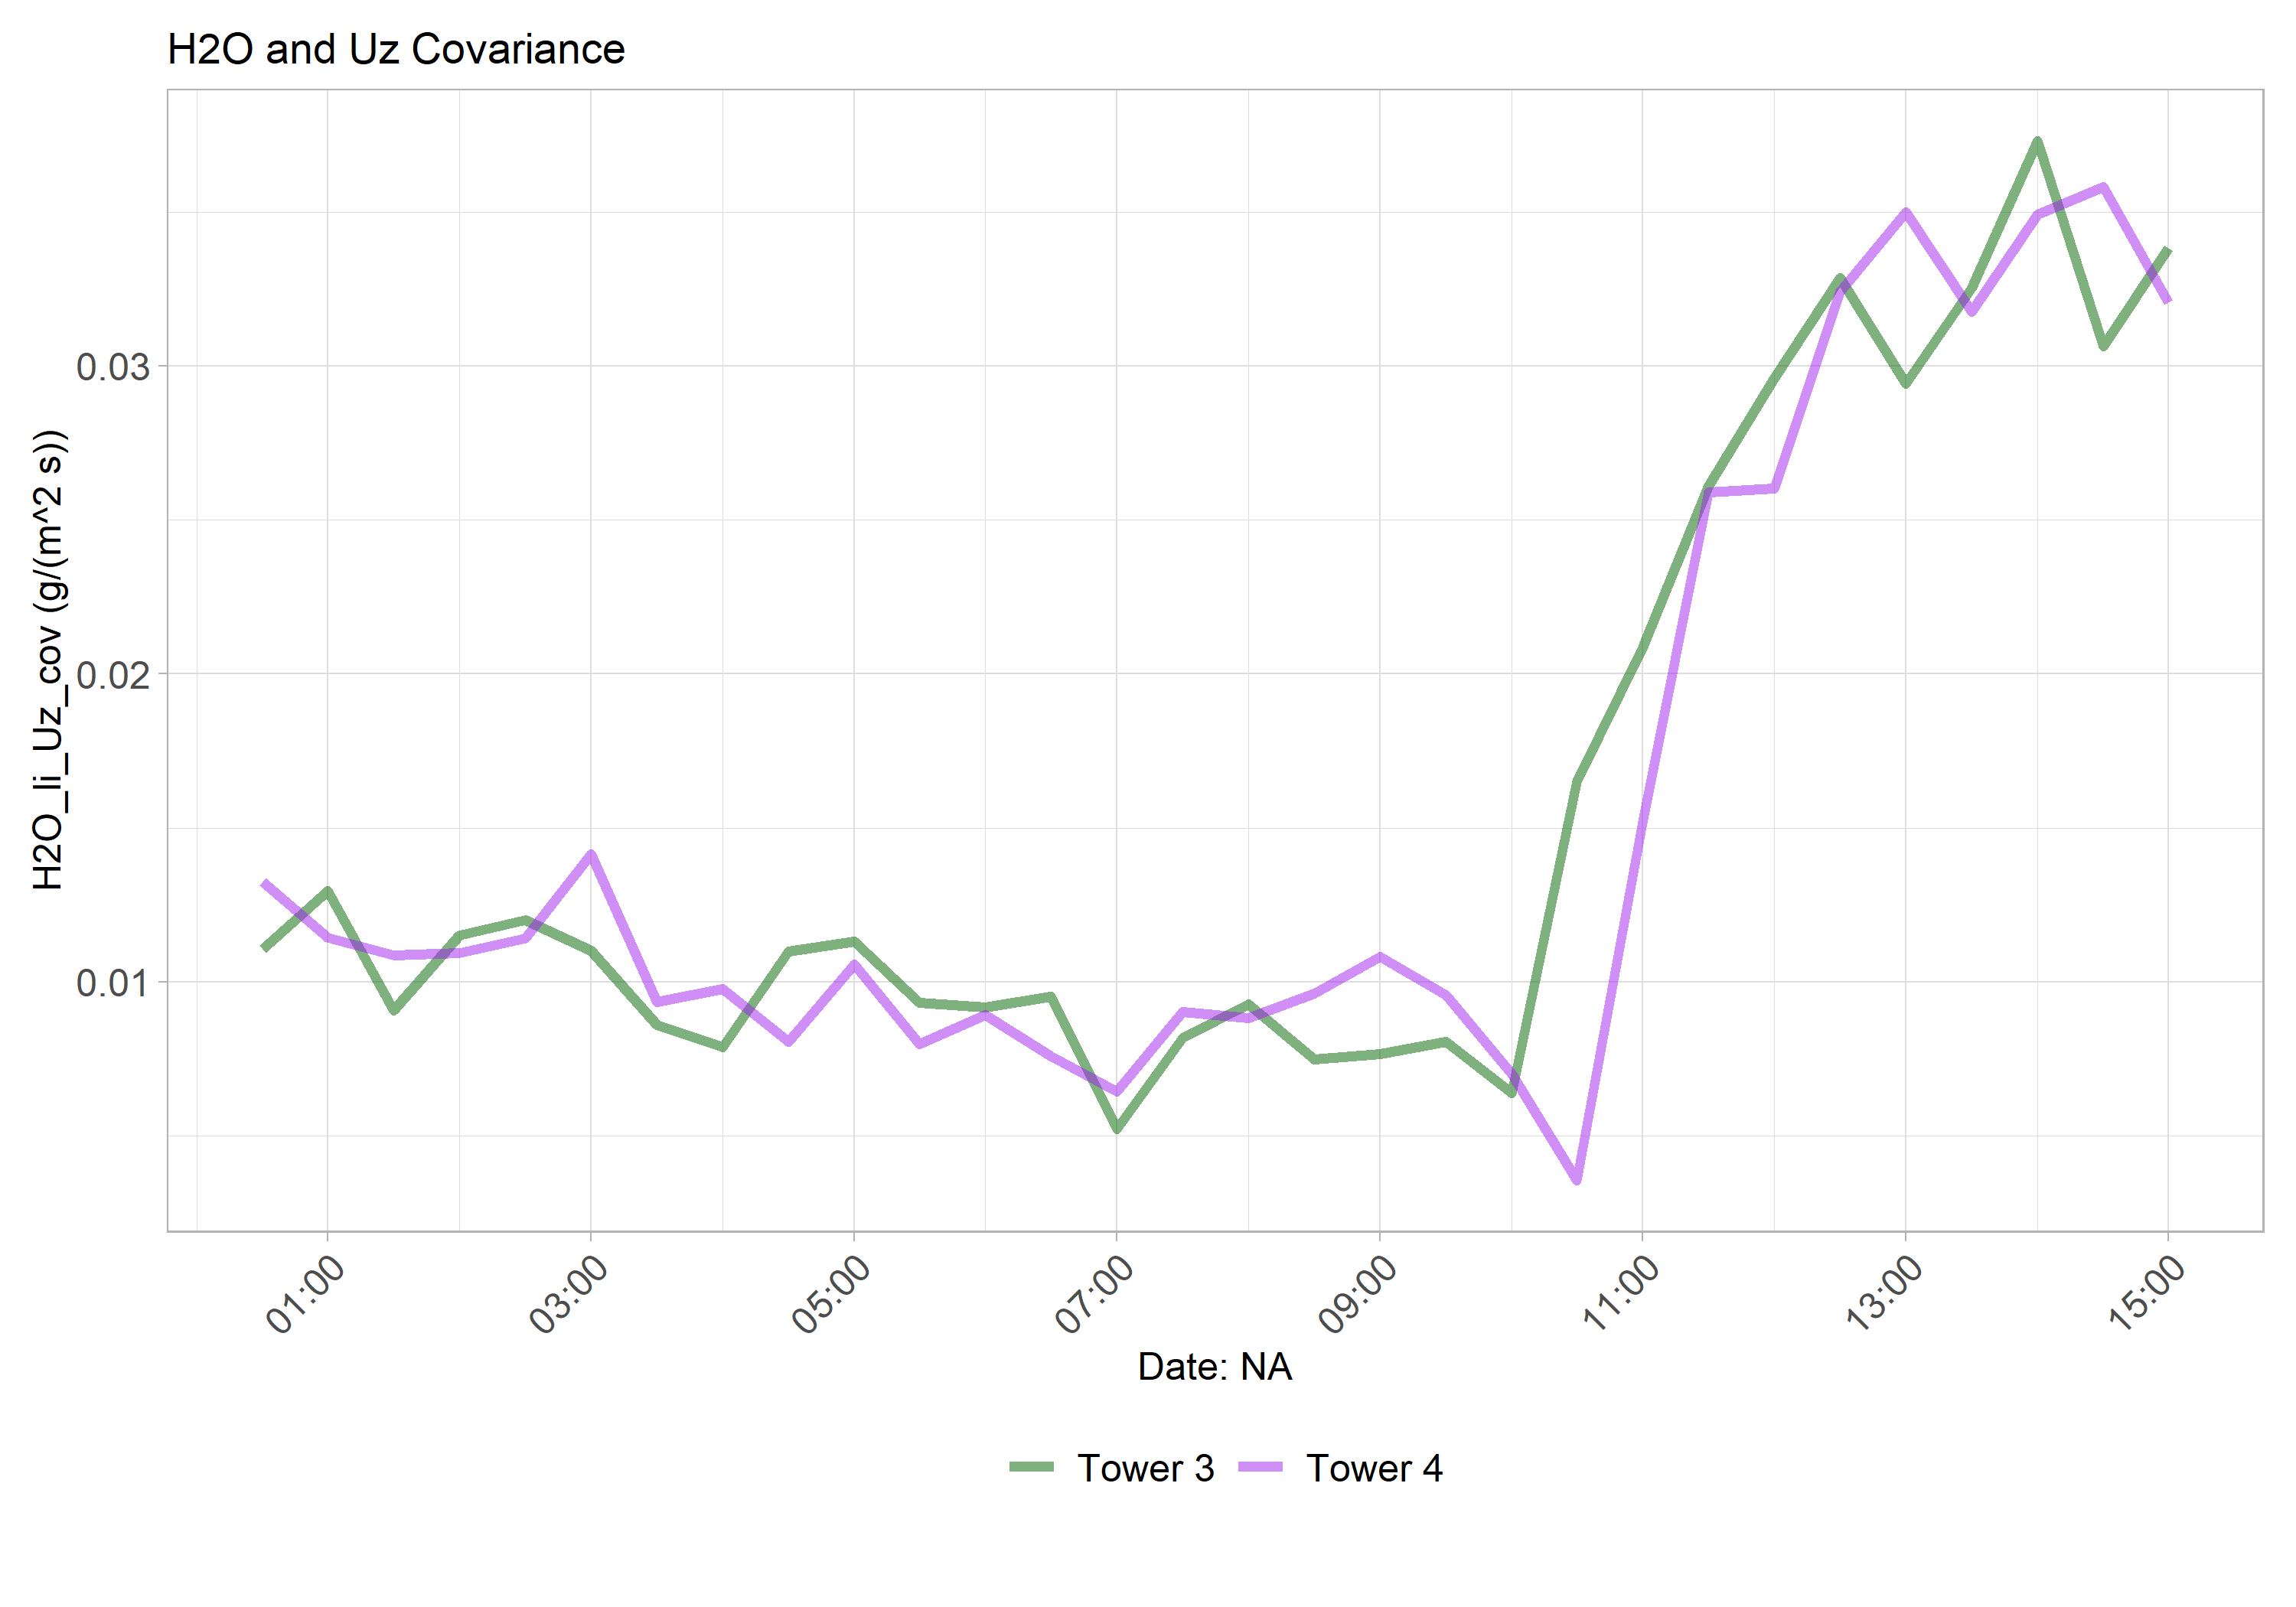 H2O and Uz Covariance
H2O_li_Uz_cov (g/(m^2 s))
0.03
0.02
0.01
01:00
03:00
05:00
07:00
09:00
11:00
13:00
15:00
Date: NA
Tower 3
Tower 4